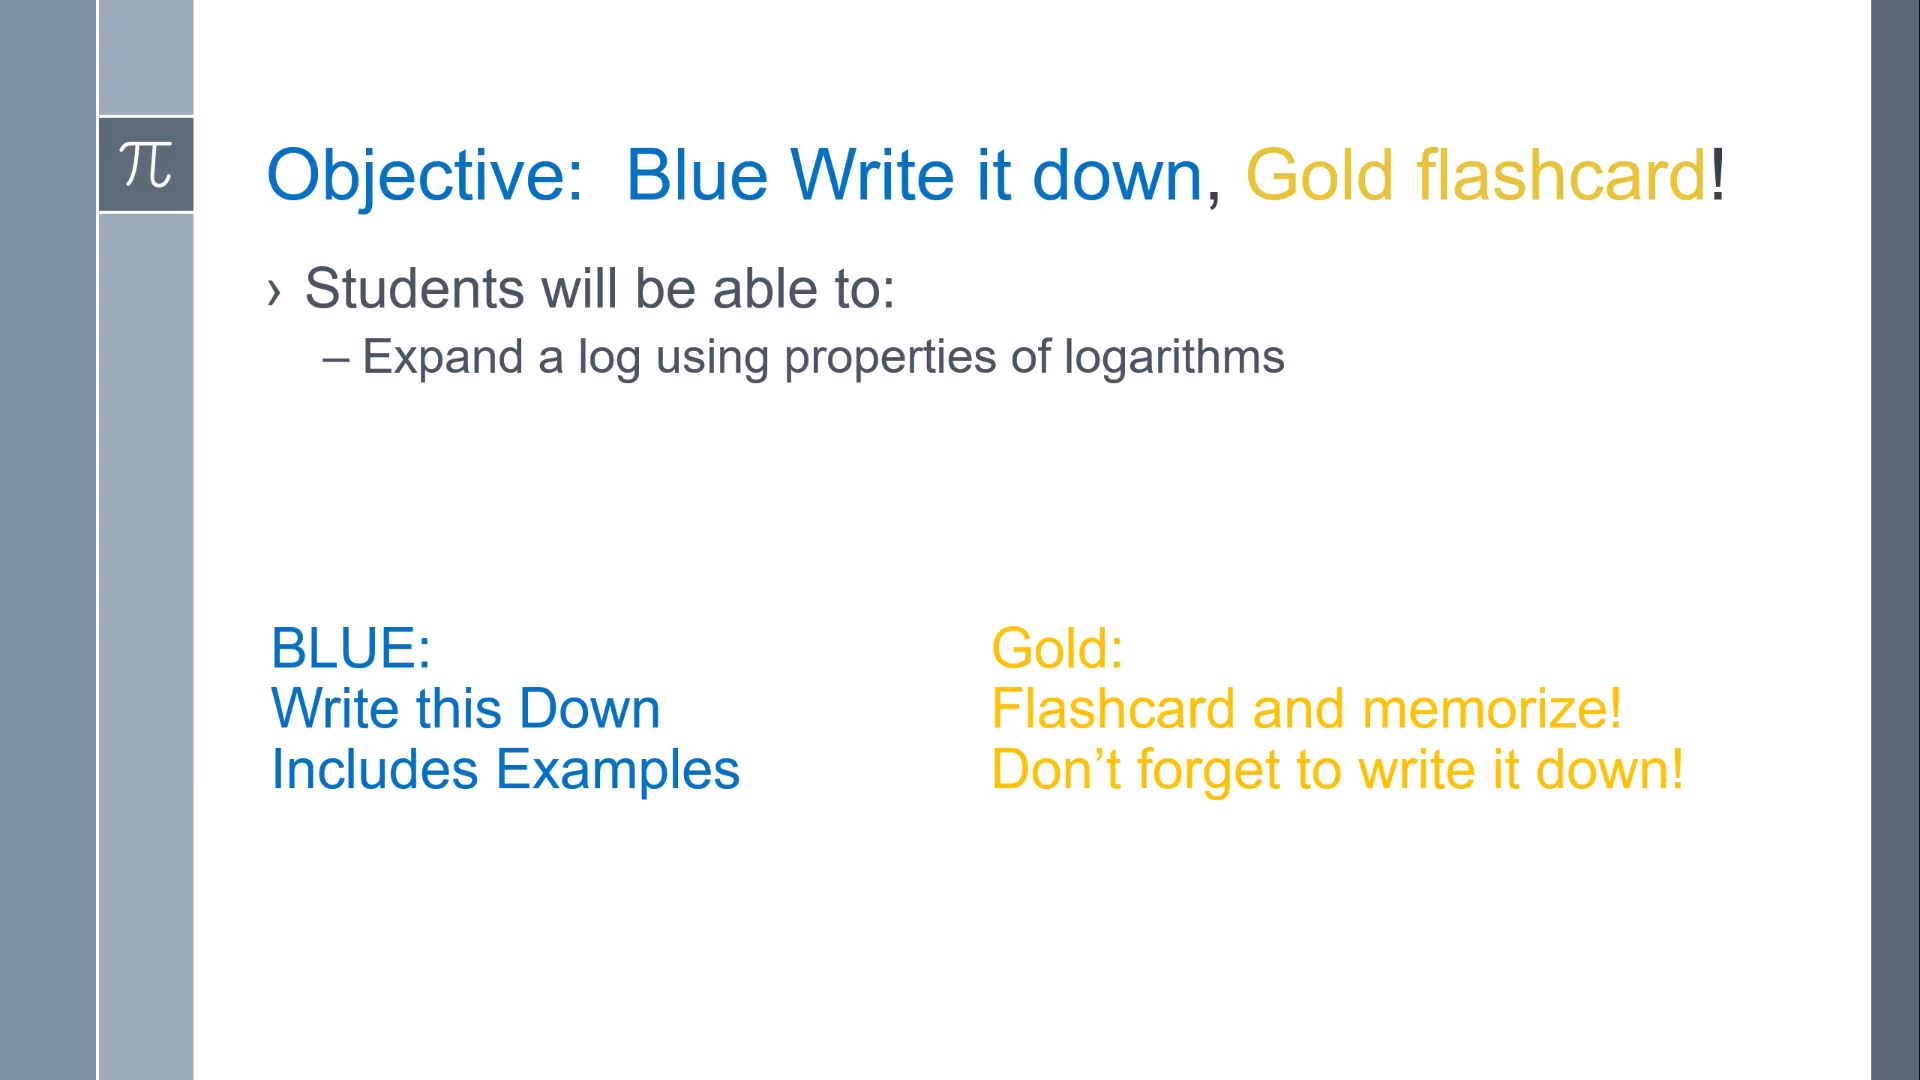 π
Objective:  Blue Write it down, Gold flashcard!
› Students will be able to:
– Expand a log using properties of logarithms
BLUE:
Write this Down
Includes Examples
Gold:
Flashcard and memorize!
Don’t forget to write it down!